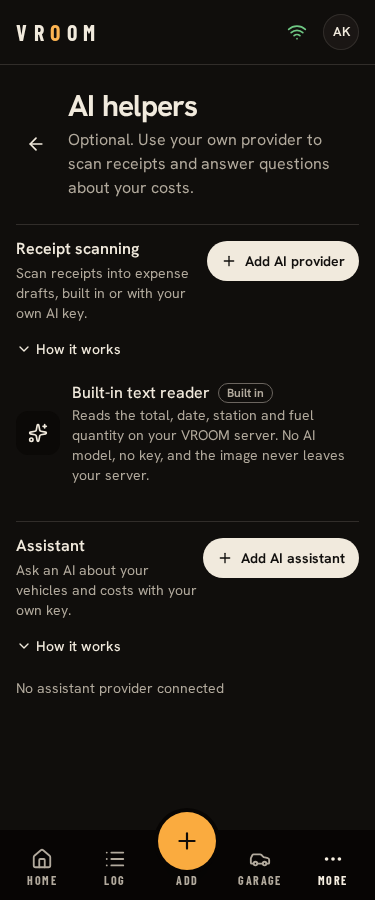 VROOM
AK
AI helpers
Optional. Use your own provider to
scan receipts and answer questions
about your costs.
Receipt scanning
Add AI provider
Scan receipts into expense
drafts, built in or with your
own AI key.
How it works
Built-in text reader Built in
Reads the total, date, station and fuel
quantity on your VROOM server. No AI
model, no key, and the image never leaves
your server.
Assistant
Add AI assistant
Ask an AI about your
vehicles and costs with your
own key.
How it works
No assistant provider connected
HOME LOG ADD GARAGE MORE